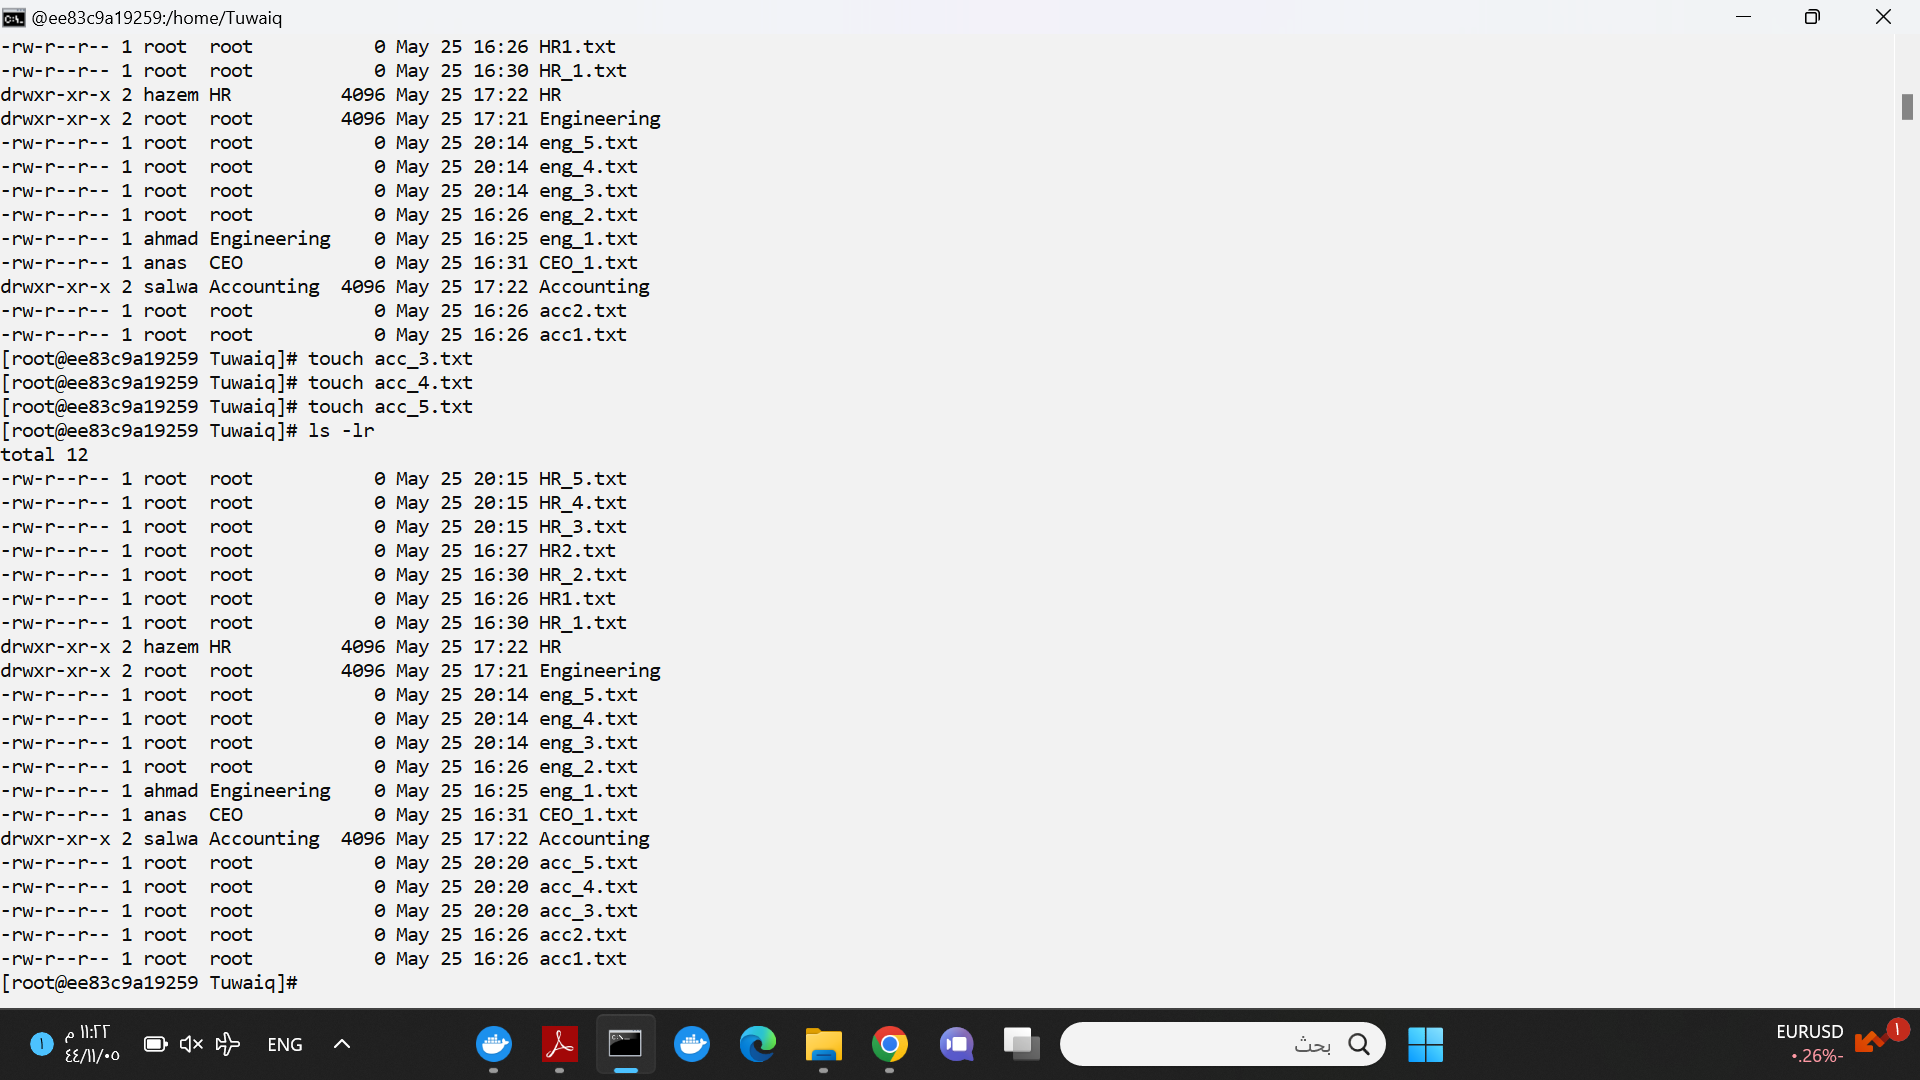 @ee83c9a19259:/home/Tuwaiq
-rw-r--r-- 1 root  root           0 May 25 16:26 HR1.txt
-rw-r--r-- 1 root  root           0 May 25 16:30 HR_1.txt
drwxr-xr-x 2 hazem HR          4096 May 25 17:22 HR
drwxr-xr-x 2 root  root        4096 May 25 17:21 Engineering
-rw-r--r-- 1 root  root           0 May 25 20:14 eng_5.txt
-rw-r--r-- 1 root  root           0 May 25 20:14 eng_4.txt
-rw-r--r-- 1 root  root           0 May 25 20:14 eng_3.txt
-rw-r--r-- 1 root  root           0 May 25 16:26 eng_2.txt
-rw-r--r-- 1 ahmad Engineering    0 May 25 16:25 eng_1.txt
-rw-r--r-- 1 anas  CEO            0 May 25 16:31 CEO_1.txt
drwxr-xr-x 2 salwa Accounting  4096 May 25 17:22 Accounting
-rw-r--r-- 1 root  root           0 May 25 16:26 acc2.txt
-rw-r--r-- 1 root  root           0 May 25 16:26 acc1.txt
[root@ee83c9a19259 Tuwaiq]# touch acc_3.txt
[root@ee83c9a19259 Tuwaiq]# touch acc_4.txt
[root@ee83c9a19259 Tuwaiq]# touch acc_5.txt
[root@ee83c9a19259 Tuwaiq]# ls -lr
total 12
-rw-r--r-- 1 root  root           0 May 25 20:15 HR_5.txt
-rw-r--r-- 1 root  root           0 May 25 20:15 HR_4.txt
-rw-r--r-- 1 root  root           0 May 25 20:15 HR_3.txt
-rw-r--r-- 1 root  root           0 May 25 16:27 HR2.txt
-rw-r--r-- 1 root  root           0 May 25 16:30 HR_2.txt
-rw-r--r-- 1 root  root           0 May 25 16:26 HR1.txt
-rw-r--r-- 1 root  root           0 May 25 16:30 HR_1.txt
drwxr-xr-x 2 hazem HR          4096 May 25 17:22 HR
drwxr-xr-x 2 root  root        4096 May 25 17:21 Engineering
-rw-r--r-- 1 root  root           0 May 25 20:14 eng_5.txt
-rw-r--r-- 1 root  root           0 May 25 20:14 eng_4.txt
-rw-r--r-- 1 root  root           0 May 25 20:14 eng_3.txt
-rw-r--r-- 1 root  root           0 May 25 16:26 eng_2.txt
-rw-r--r-- 1 ahmad Engineering    0 May 25 16:25 eng_1.txt
-rw-r--r-- 1 anas  CEO            0 May 25 16:31 CEO_1.txt
drwxr-xr-x 2 salwa Accounting  4096 May 25 17:22 Accounting
-rw-r--r-- 1 root  root           0 May 25 20:20 acc_5.txt
-rw-r--r-- 1 root  root           0 May 25 20:20 acc_4.txt
-rw-r--r-- 1 root  root           0 May 25 20:20 acc_3.txt
-rw-r--r-- 1 root  root           0 May 25 16:26 acc2.txt
-rw-r--r-- 1 root  root           0 May 25 16:26 acc1.txt
[root@ee83c9a19259 Tuwaiq]#
١
١١:٢٢ م
٤٤/١١/٠٥
ENG
بحث
EURUSD
٠.26%-
١